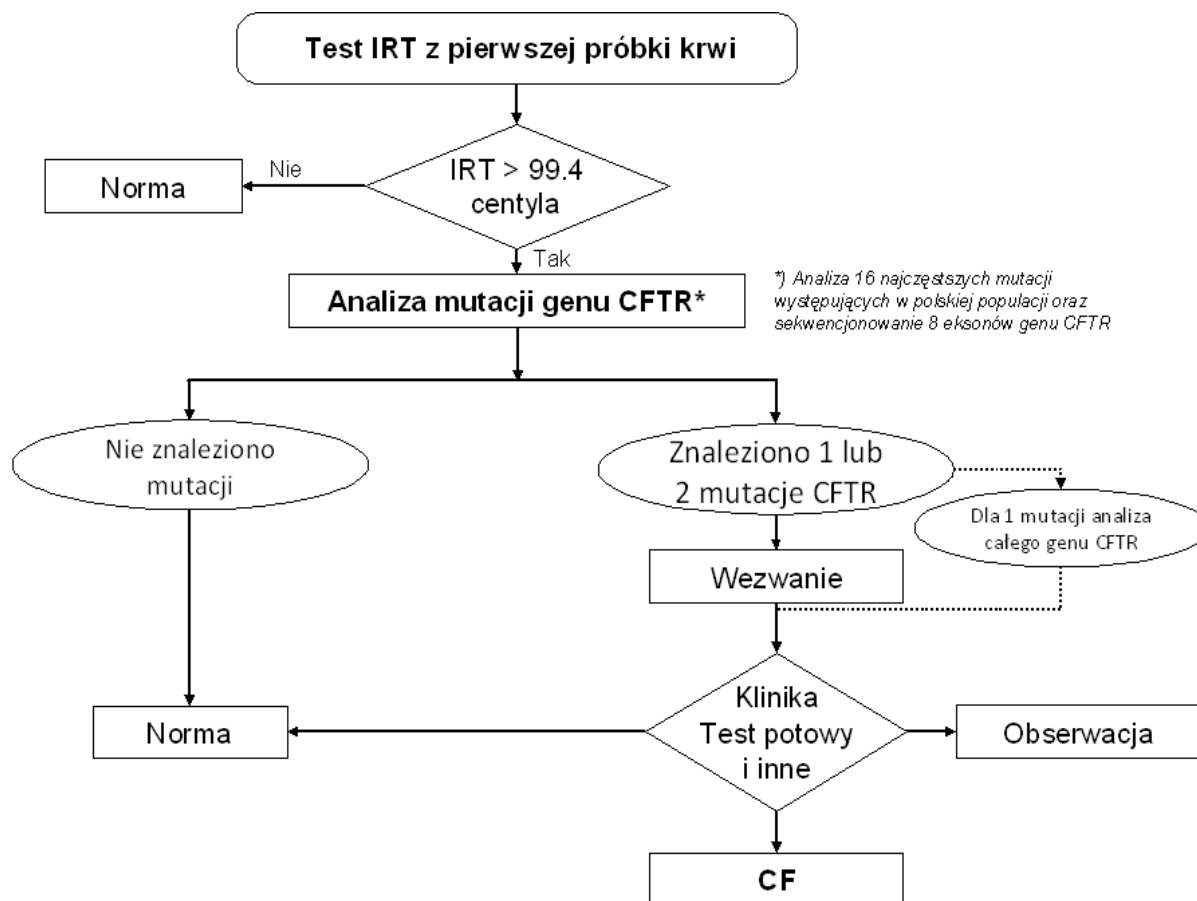 Test IRT z pierwszej próbki krwi
IRT > 99.4
centyla
Nie
Norma
Tak
Analiza mutacji genu CFTR*
*) Analiza 16 najczęstszych mutacji
występujących w polskiej populacji oraz
sekwencjonowanie 8 eksonów genu CFTR
Nie znaleziono
mutacji
Znaleziono 1 lub
2 mutacje CFTR
Dla 1 mutacji analiza
całego genu CFTR
Wezwanie
Klinika
Test potowy
i inne
Norma
Obserwacja
CF